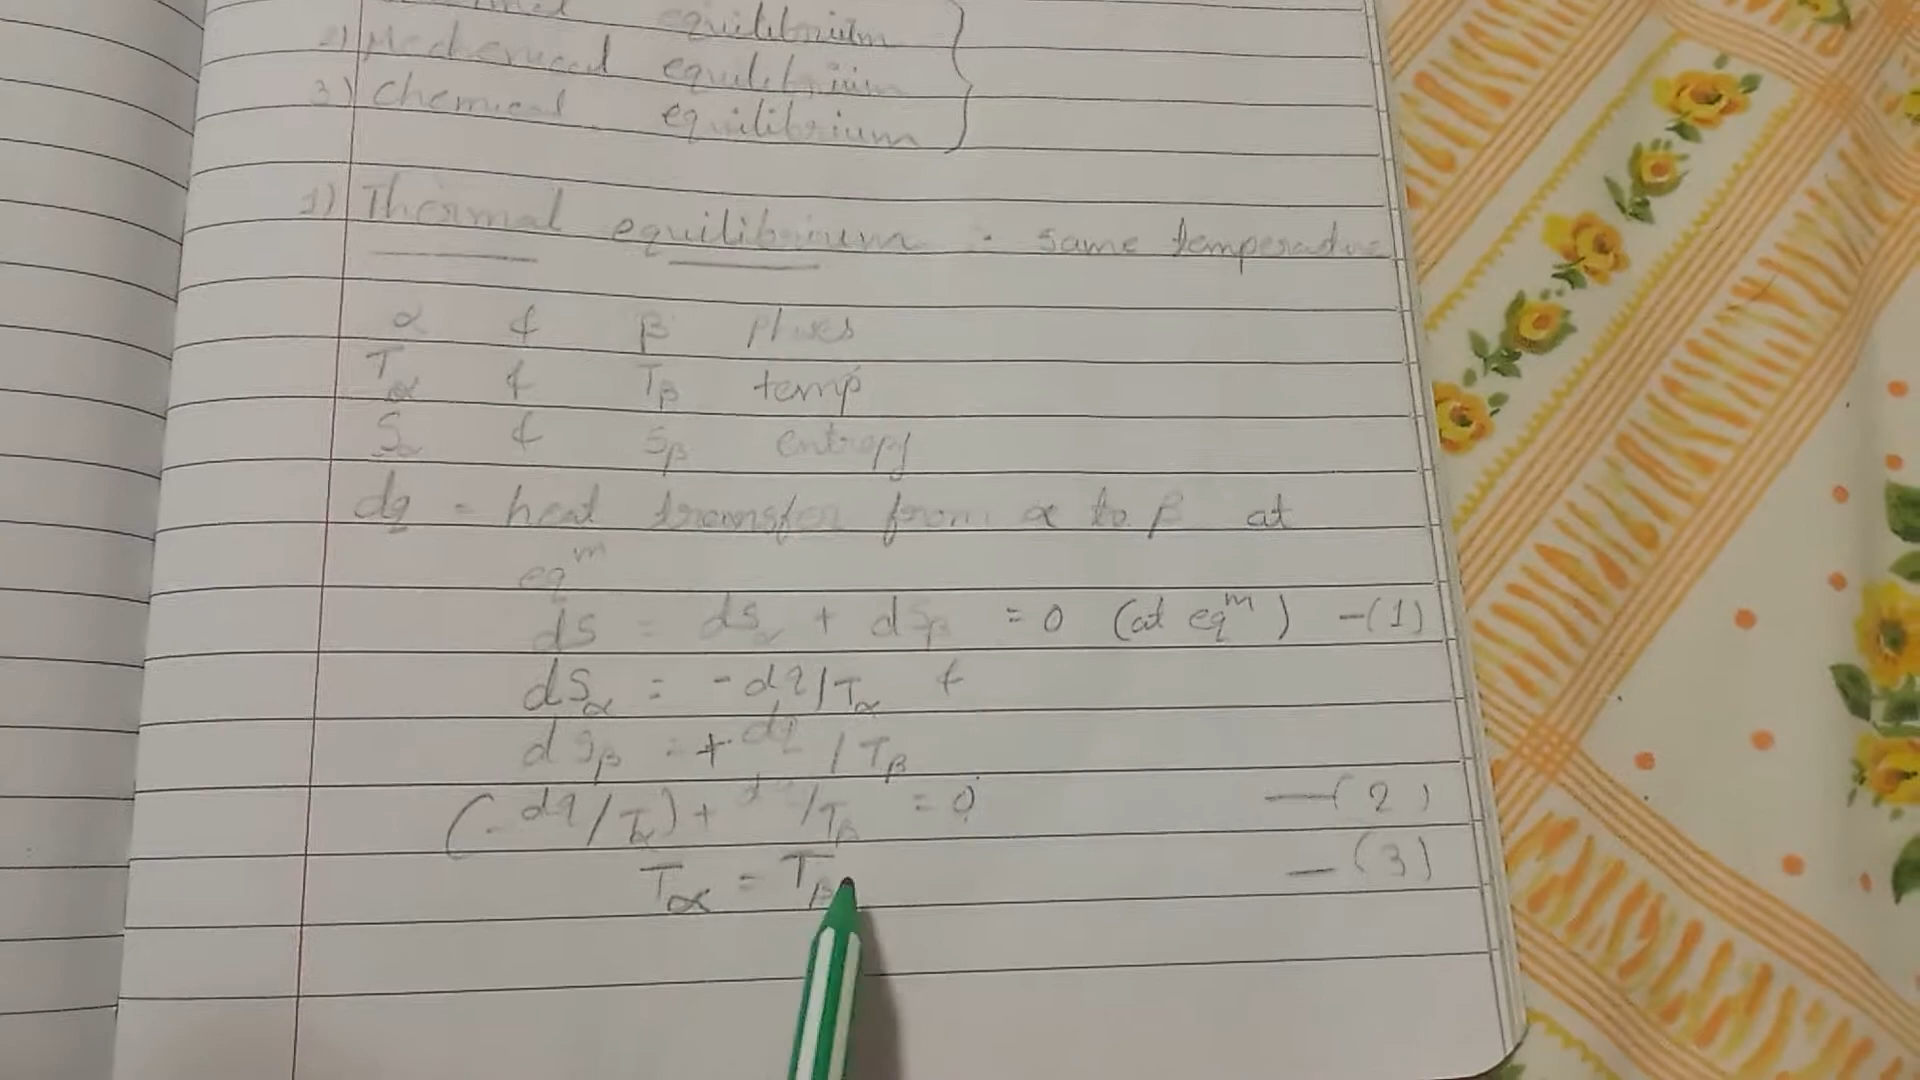 equilibrium
2) Mechanical equilibrium
3) Chemical equilibrium
1) Thermal equilibrium : same temperature
α & β phases
Tα & Tβ temp
Sα & Sβ entropy
dq = heat transfer from α to β at
eqᵐ
dS = dSα + dSβ = 0 (at eqᵐ) -(1)
dSα = -dq/Tα &
dSβ = + dq / Tβ
(-dq/Tα) + /Tβ = 0 —(2)
Tα = Tβ —(3)